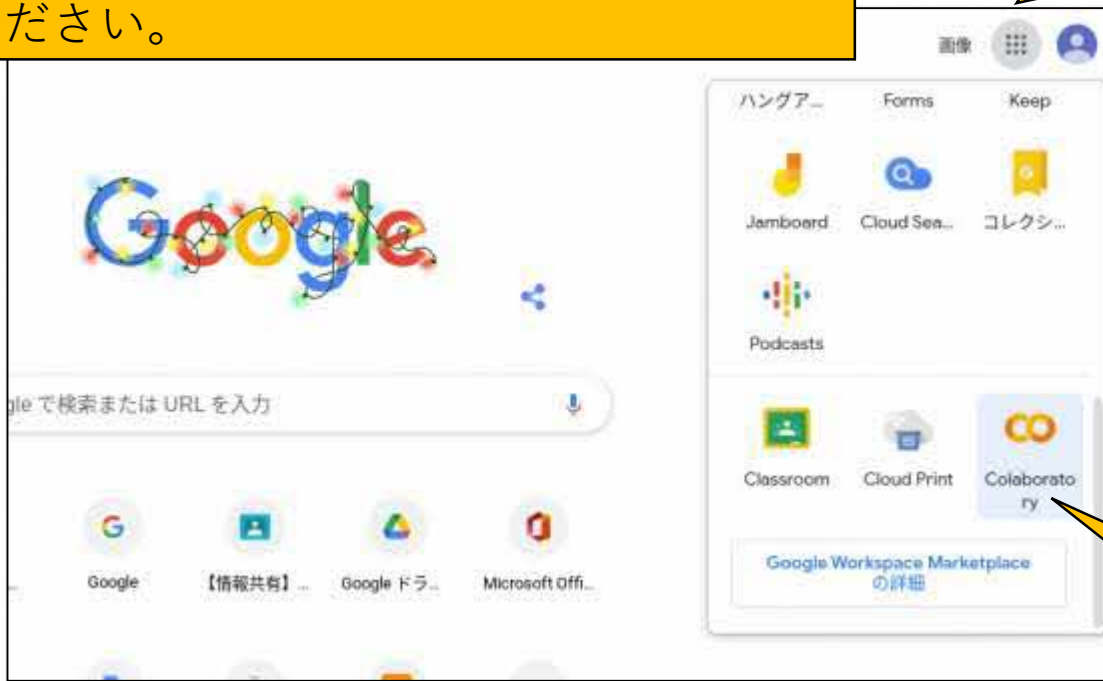 ださい。
画像
ハングア... Forms Keep
Google
Jamboard Cloud Sea... コレクシ...
Podcasts
gle で検索または URL を入力
Classroom Cloud Print Colaborato
ry
Google 【情報共有】... Google ドラ... Microsoft Offi...
Google Workspace Marketplace
の詳細